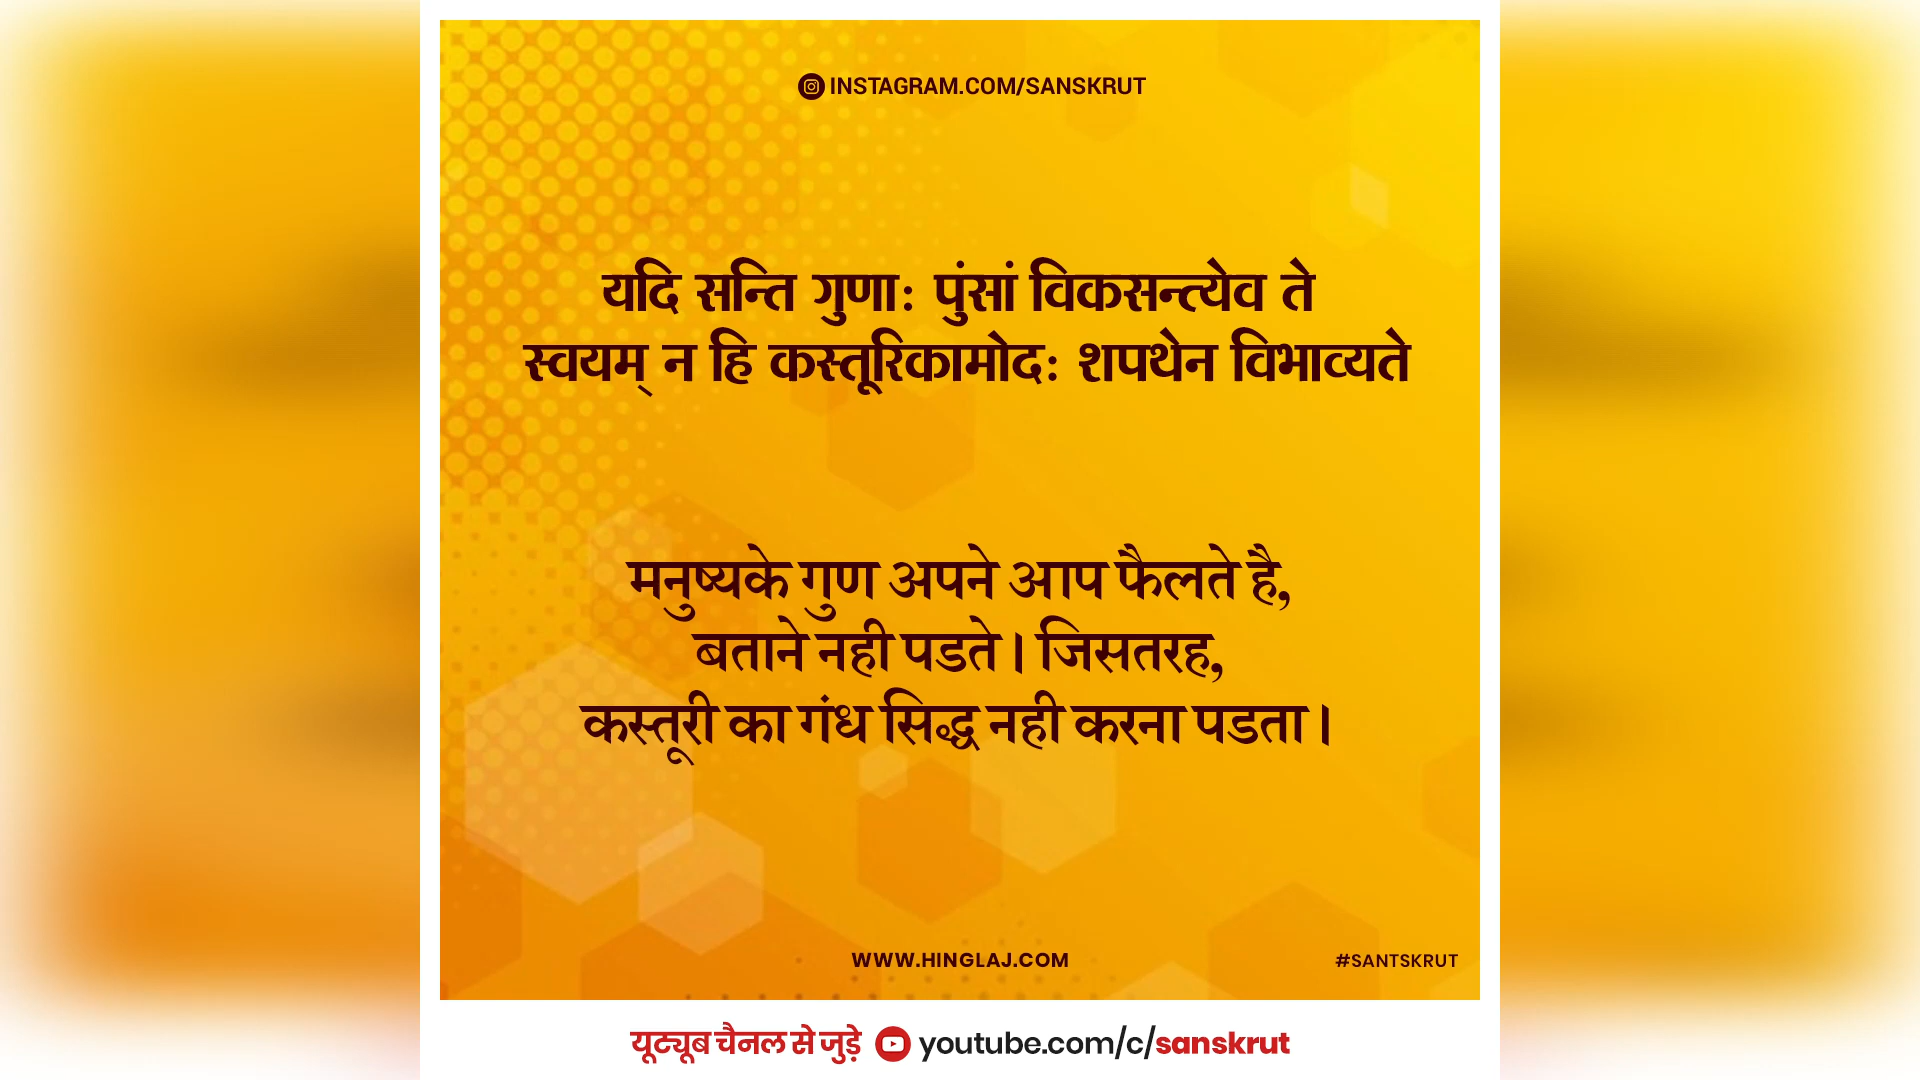 INSTAGRAM.COM/SANSKRUT
यदि सन्ति गुणाः पुंसां विकसन्त्येव ते
स्वयम् न हि कस्तूरिकामोदः शपथेन विभाव्यते
मनुष्यके गुण अपने आप फैलते है,
बताने नही पडते। जिसतरह,
कस्तूरी का गंध सिद्ध नही करना पडता।
WWW.HINGLAJ.COM
#SANTSKRUT
यूट्यूब चैनल से जुड़े youtube.com/c/sanskrut